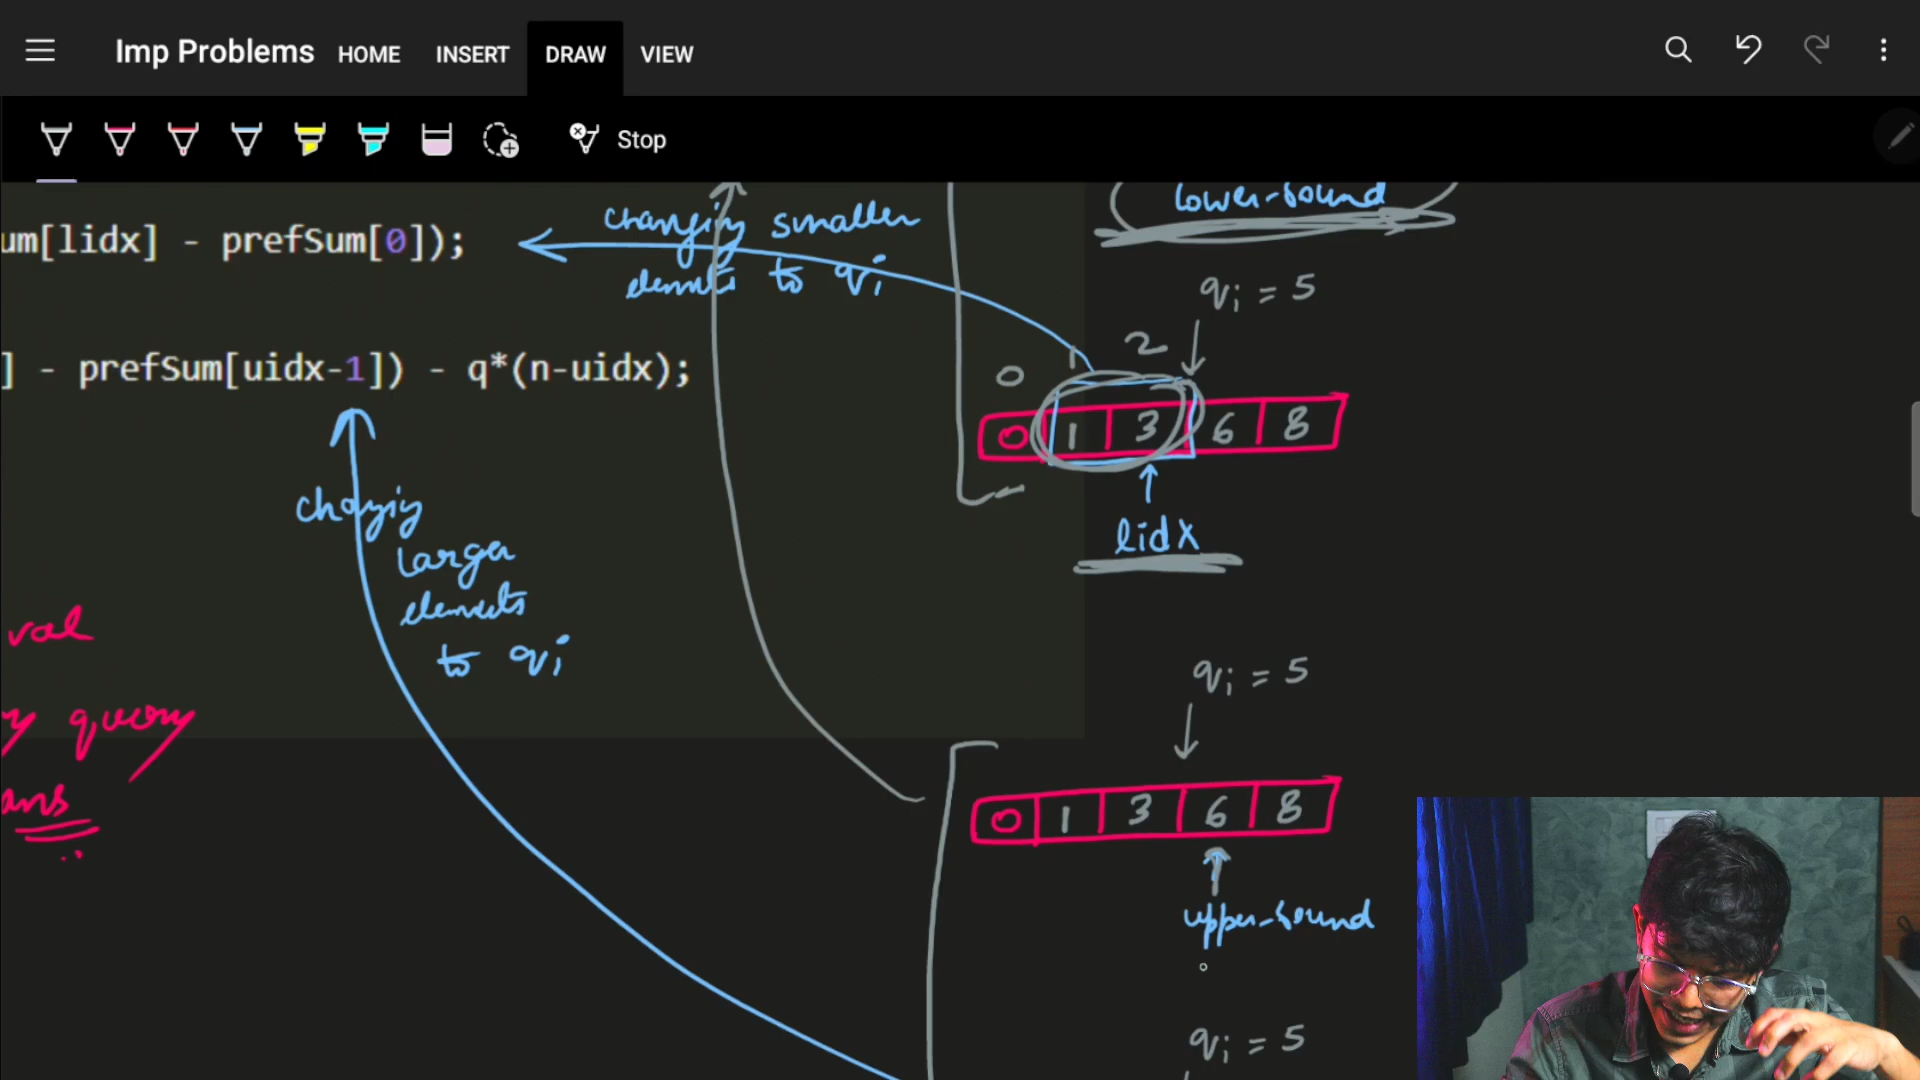 Imp Problems HOME INSERT DRAW VIEW
Stop
lower-bound
um[lidx] - prefSum[0]);
changing smaller
elements to qi
qi = 5
] - prefSum[uidx-1]) - q*(n-uidx);
0 1 2
0 1 3 6 8
lidx
changing
larger
elements
to qi
val
y query
ans
qi = 5
0 1 3 6 8
upper-bound
qi = 5